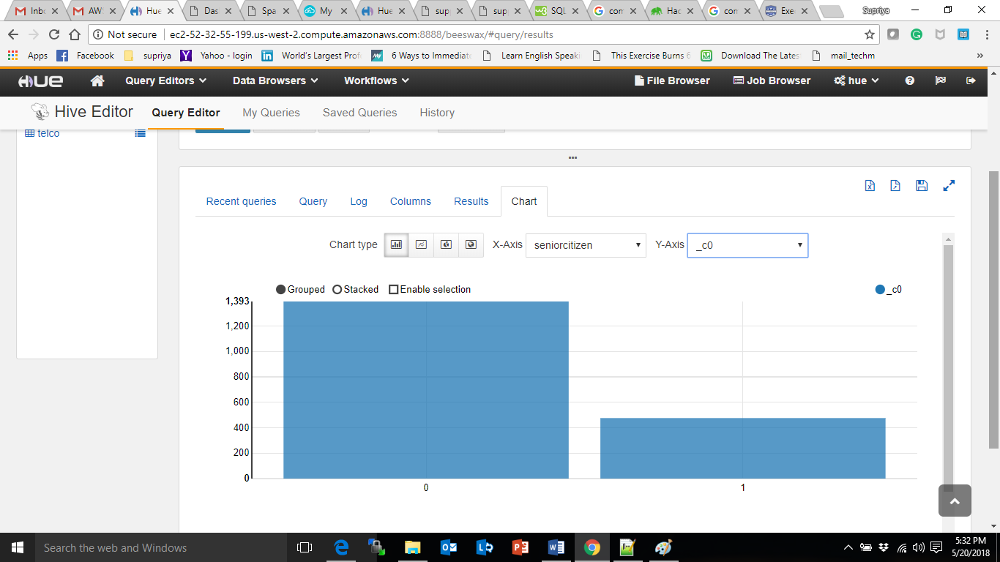 Inbo AW Hue Das Spa My Hue sup sup SQL com Hac con Exe Supriya
Not secure ec2-52-32-55-199.us-west-2.compute.amazonaws.com:8888/beeswax/#query/results
Apps Facebook supriya Yahoo - login World's Largest Prof 6 Ways to Immediate Learn English Speaki This Exercise Burns 6 Download The Lates mail_techm »
HUE Query Editors Data Browsers Workflows File Browser Job Browser hue
Hive Editor Query Editor My Queries Saved Queries History
telco
Recent queries Query Log Columns Results Chart
Chart type X-Axis seniorcitizen Y-Axis _c0
Grouped Stacked Enable selection _c0
1,393
1,200
1,000
800
600
400
200
0
0 1
Search the web and Windows
5:32 PM
5/20/2018